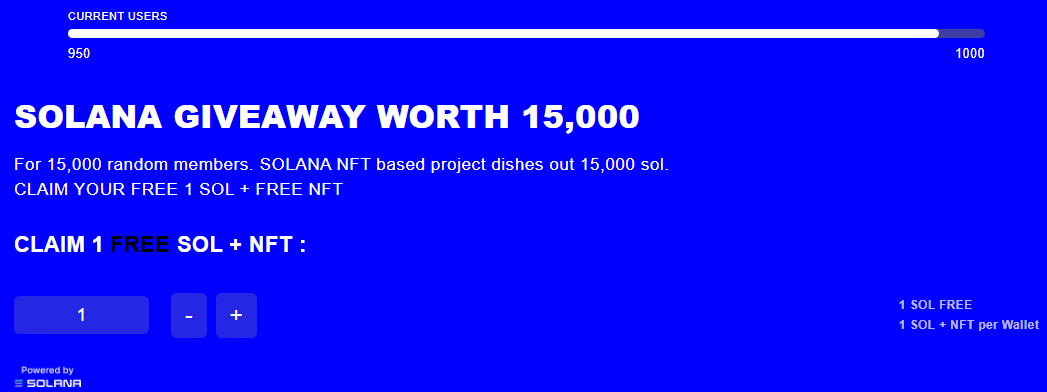 CURRENT USERS
950 1000
SOLANA GIVEAWAY WORTH 15,000
For 15,000 random members. SOLANA NFT based project dishes out 15,000 sol.
CLAIM YOUR FREE 1 SOL + FREE NFT
CLAIM 1 FREE SOL + NFT :
1 - +
1 SOL FREE
1 SOL + NFT per Wallet
Powered by
SOLANA